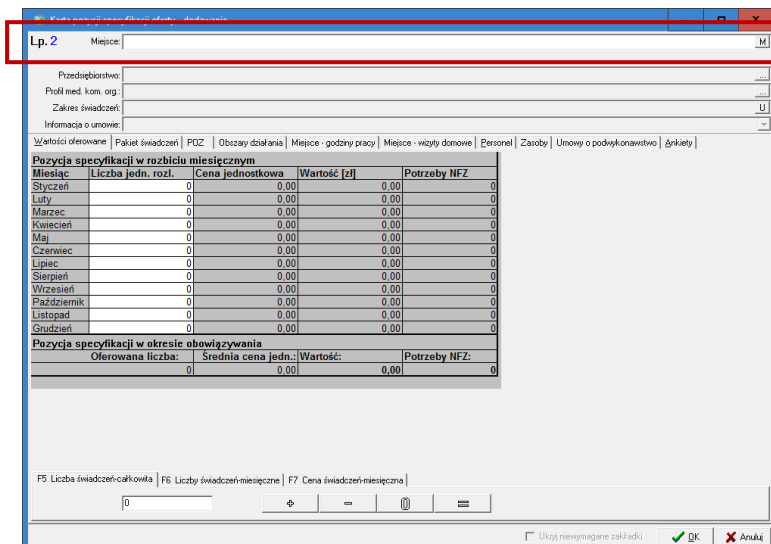 Karta pozycji specyfikacji oferty - dodawanie
Lp. 2 Miejsce: M
Przedsiębiorstwo: ...
Profil med. kom. org.: ...
Zakres świadczeń: U
Informacja o umowie:
Wartości oferowane Pakiet świadczeń POZ Obszary działania Miejsce - godziny pracy Miejsce - wizyty domowe Personel Zasoby Umowy o podwykonawstwo Ankiety
Pozycja specyfikacji w rozbiciu miesięcznym
Miesiąc Liczba jedn. rozl. Cena jednostkowa Wartość [zł] Potrzeby NFZ
Styczeń 0 0,00 0,00 0
Luty 0 0,00 0,00 0
Marzec 0 0,00 0,00 0
Kwiecień 0 0,00 0,00 0
Maj 0 0,00 0,00 0
Czerwiec 0 0,00 0,00 0
Lipiec 0 0,00 0,00 0
Sierpień 0 0,00 0,00 0
Wrzesień 0 0,00 0,00 0
Październik 0 0,00 0,00 0
Listopad 0 0,00 0,00 0
Grudzień 0 0,00 0,00 0
Pozycja specyfikacji w okresie obowiązywania
Oferowana liczba: Średnia cena jedn.: Wartość: Potrzeby NFZ:
0 0,00 0,00 0
F5 Liczba świadczeń-całkowita F6 Liczby świadczeń-miesięczne F7 Cena świadczeń-miesięczna
0 + - 0 =
Ukryj niewymagane zakładki OK Anuluj